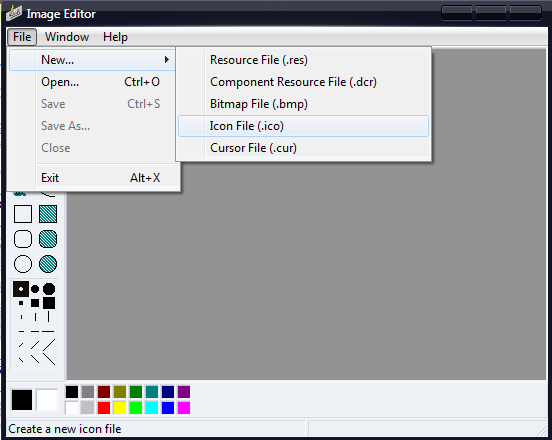 Image Editor
File Window Help
New...
Open... Ctrl+O
Save Ctrl+S
Save As...
Close
Exit Alt+X
Resource File (.res)
Component Resource File (.dcr)
Bitmap File (.bmp)
Icon File (.ico)
Cursor File (.cur)
Create a new icon file